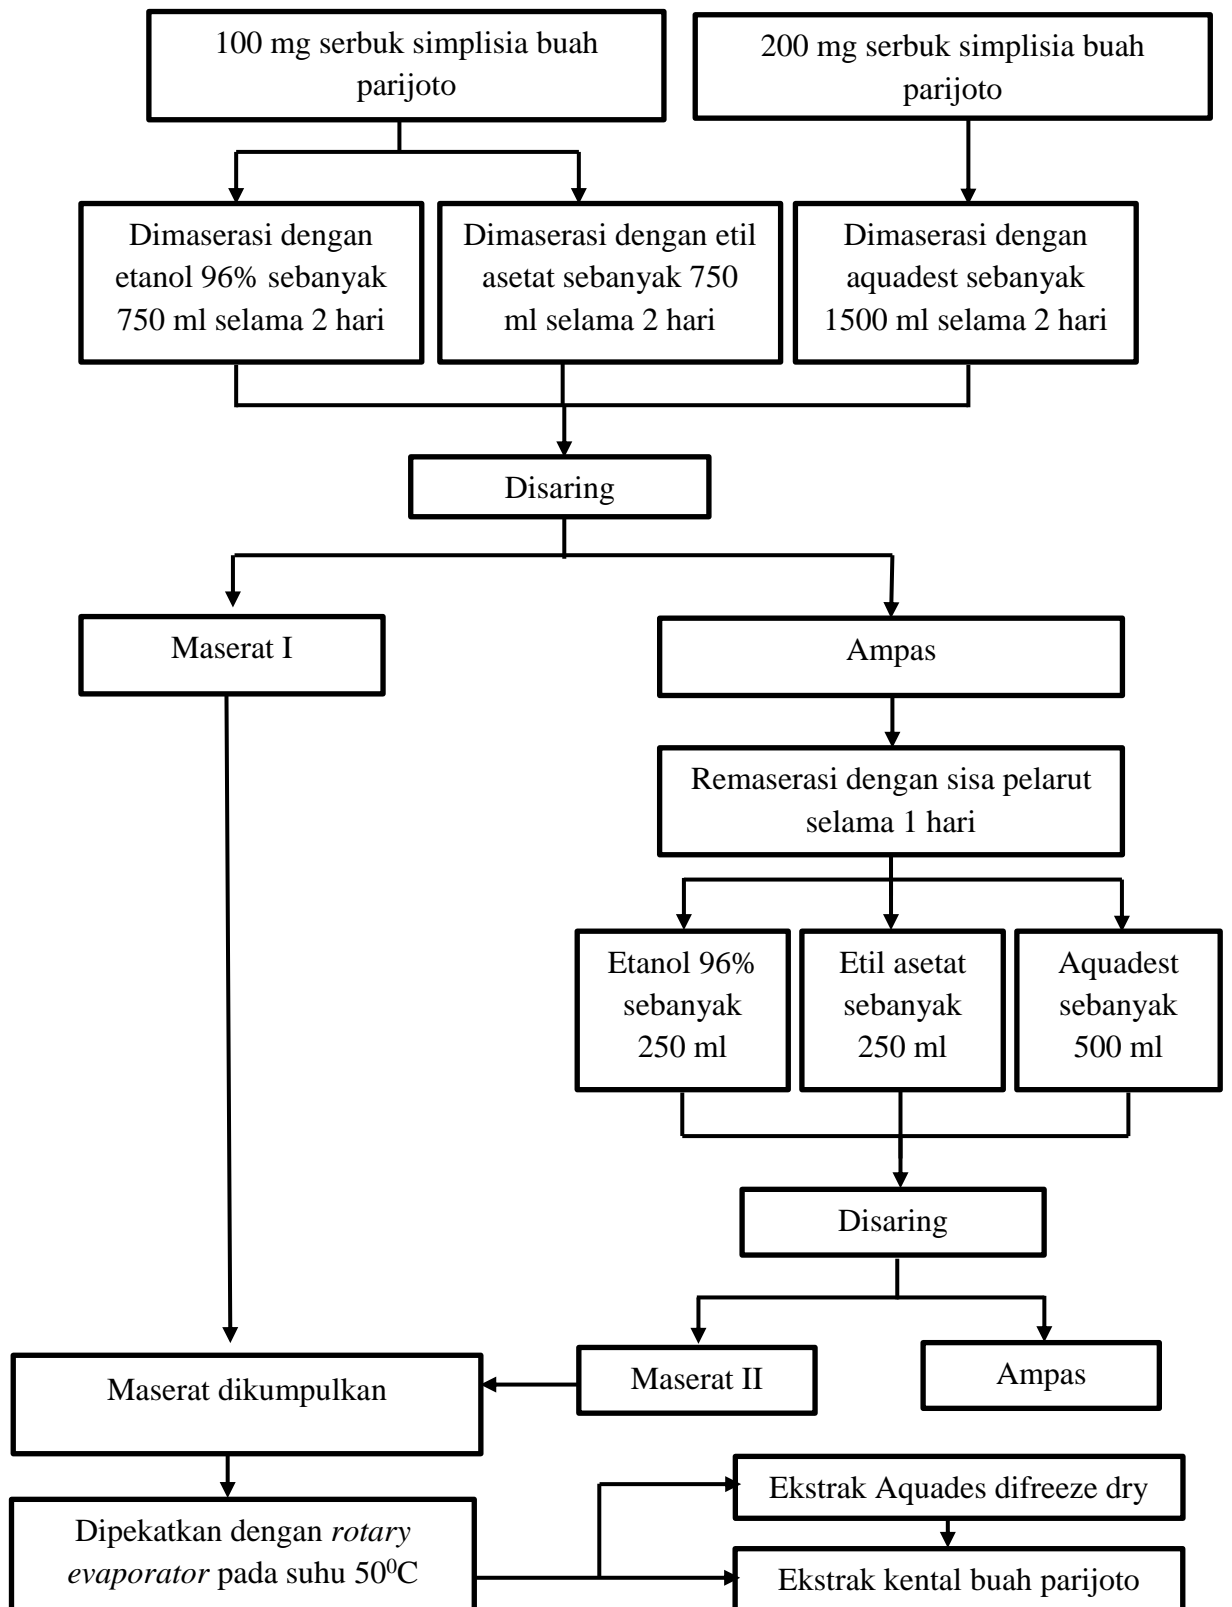 100 mg serbuk simplisia buah
parijoto
200 mg serbuk simplisia buah
parijoto
Dimaserasi dengan
etanol 96% sebanyak
750 ml selama 2 hari
Dimaserasi dengan etil
asetat sebanyak 750
ml selama 2 hari
Dimaserasi dengan
aquadest sebanyak
1500 ml selama 2 hari
Disaring
Maserat I
Ampas
Remaserasi dengan sisa pelarut
selama 1 hari
Etanol 96%
sebanyak
250 ml
Etil asetat
sebanyak
250 ml
Aquadest
sebanyak
500 ml
Disaring
Maserat II
Ampas
Maserat dikumpulkan
Dipekatkan dengan rotary
evaporator pada suhu 50⁰C
Ekstrak Aquades difreeze dry
Ekstrak kental buah parijoto